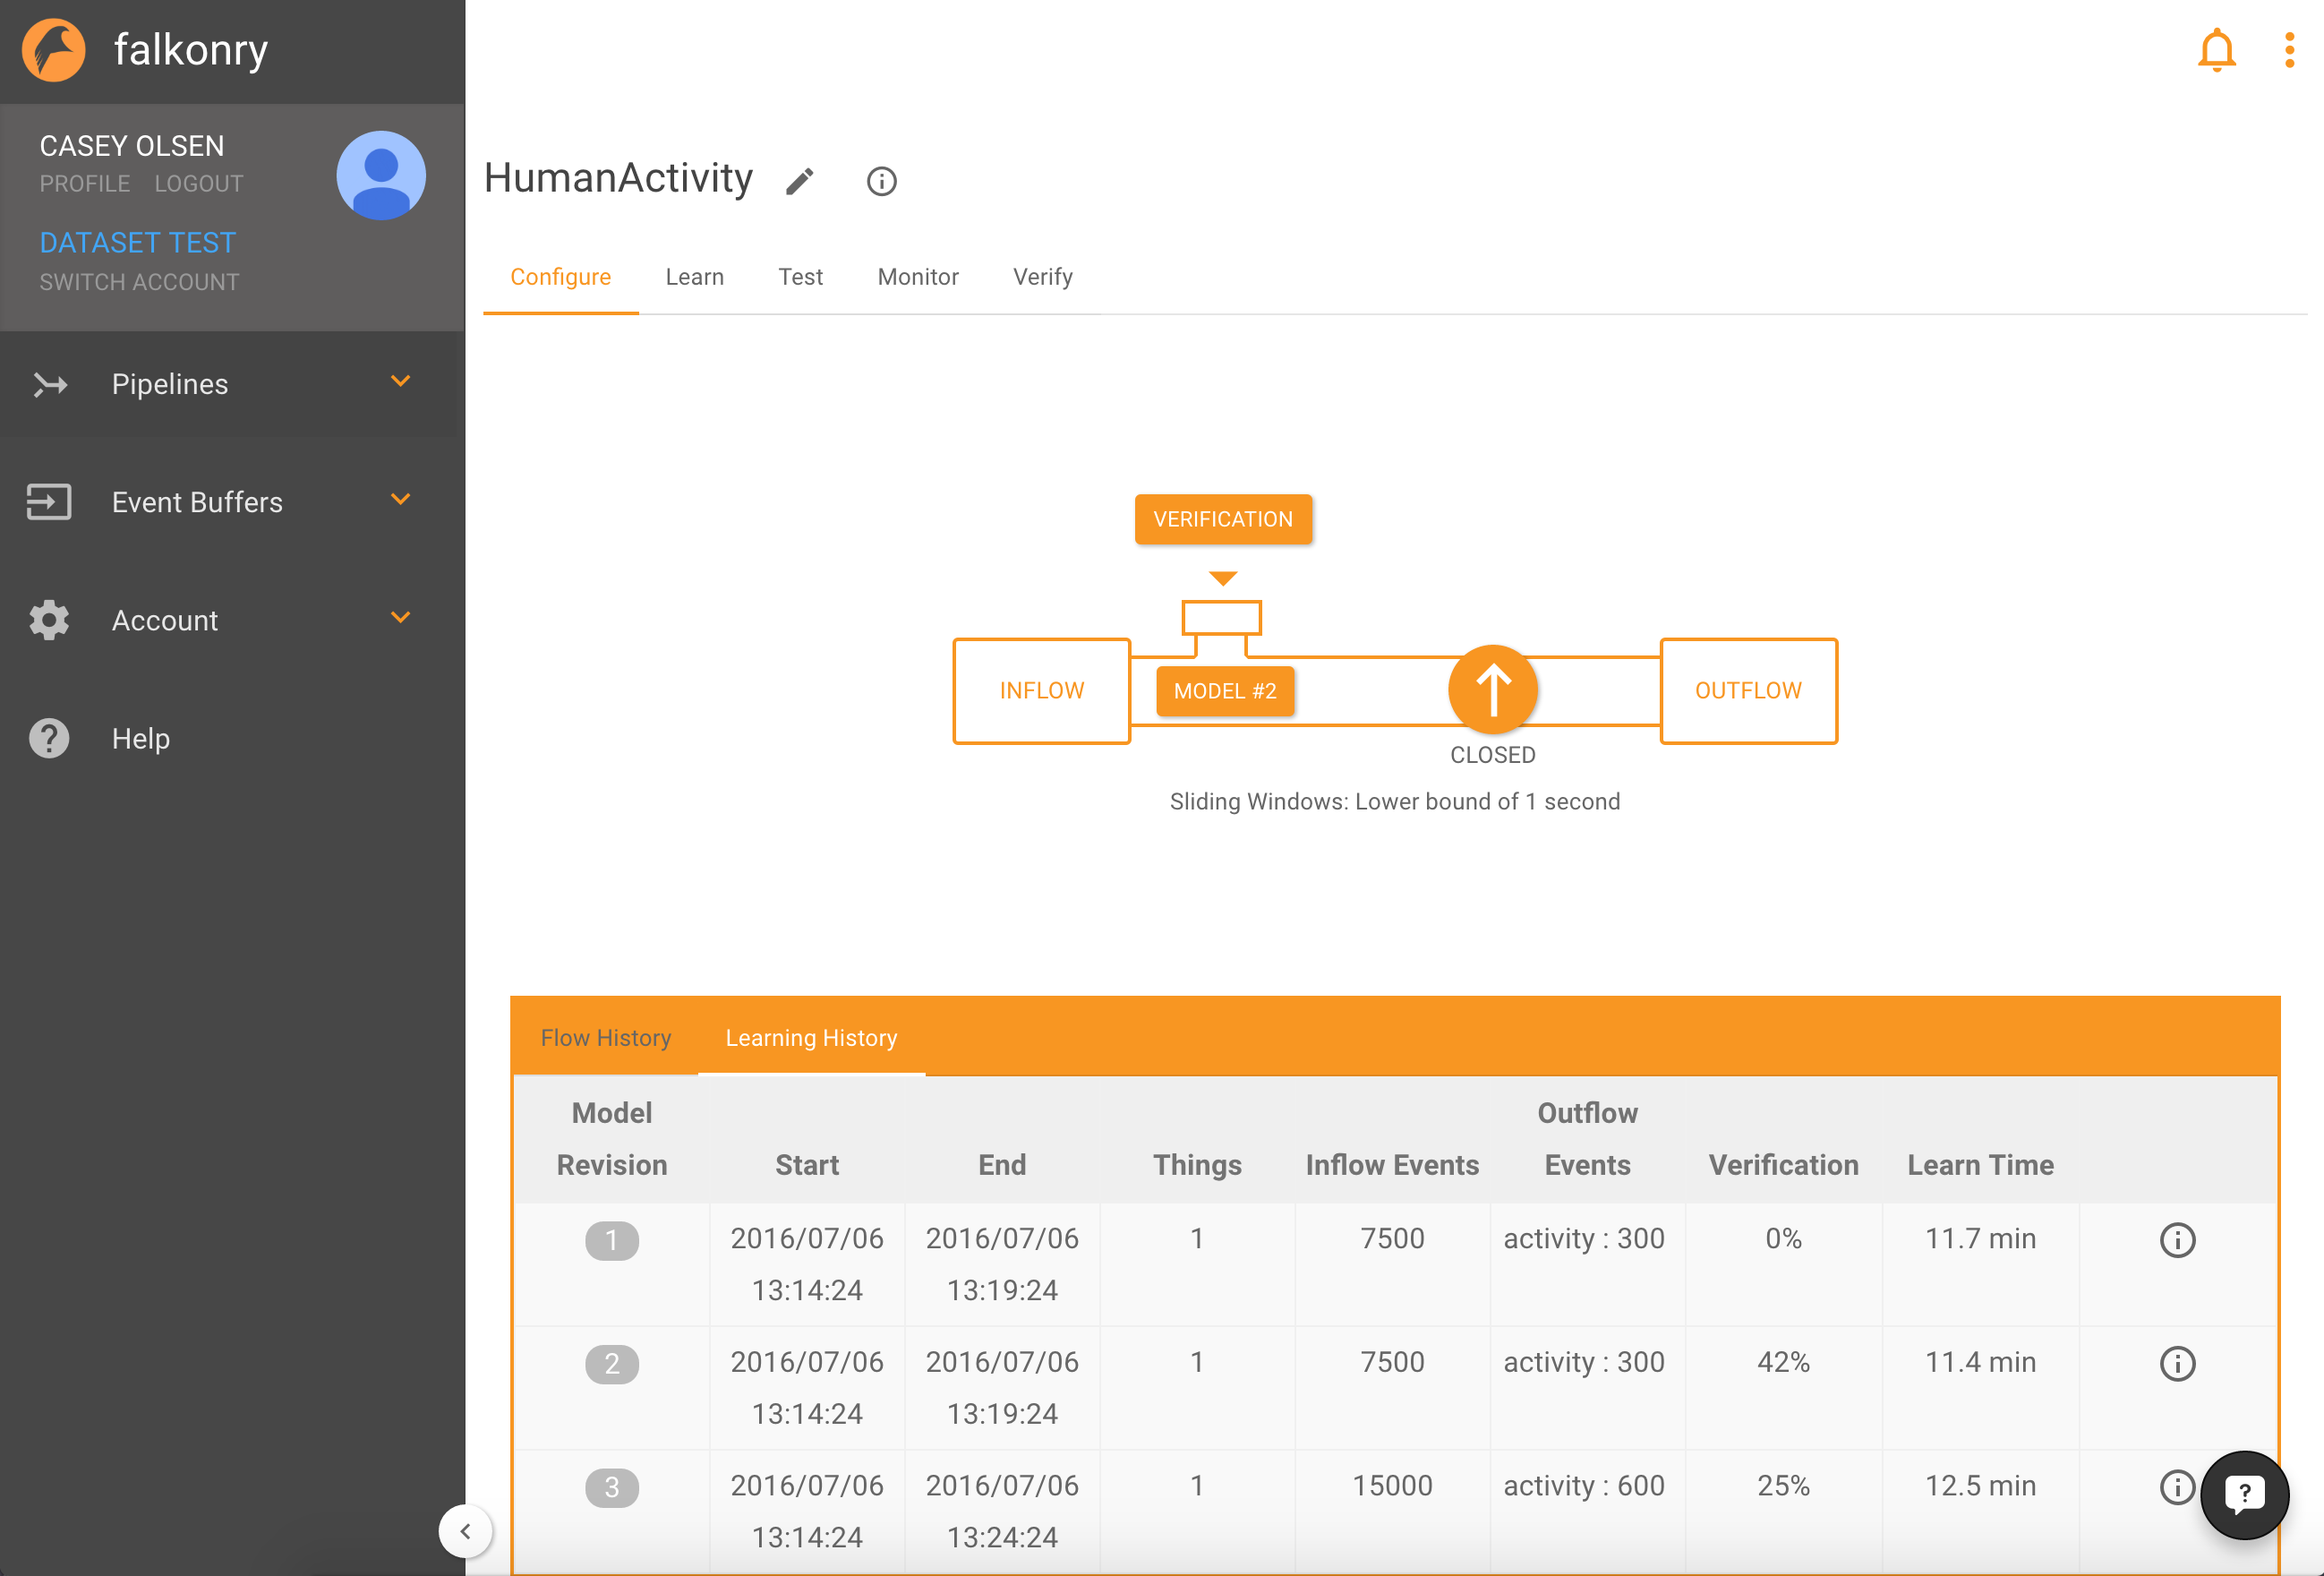 falkonry
CASEY OLSEN
PROFILE LOGOUT
DATASET TEST
SWITCH ACCOUNT
Pipelines
Event Buffers
Account
Help
HumanActivity
Configure Learn Test Monitor Verify
VERIFICATION
INFLOW MODEL #2 OUTFLOW
CLOSED
Sliding Windows: Lower bound of 1 second
Flow History Learning History
Model Outflow
Revision Start End Things Inflow Events Events Verification Learn Time
1 2016/07/06 2016/07/06 1 7500 activity : 300 0% 11.7 min
13:14:24 13:19:24
2 2016/07/06 2016/07/06 1 7500 activity : 300 42% 11.4 min
13:14:24 13:19:24
3 2016/07/06 2016/07/06 1 15000 activity : 600 25% 12.5 min
13:14:24 13:24:24